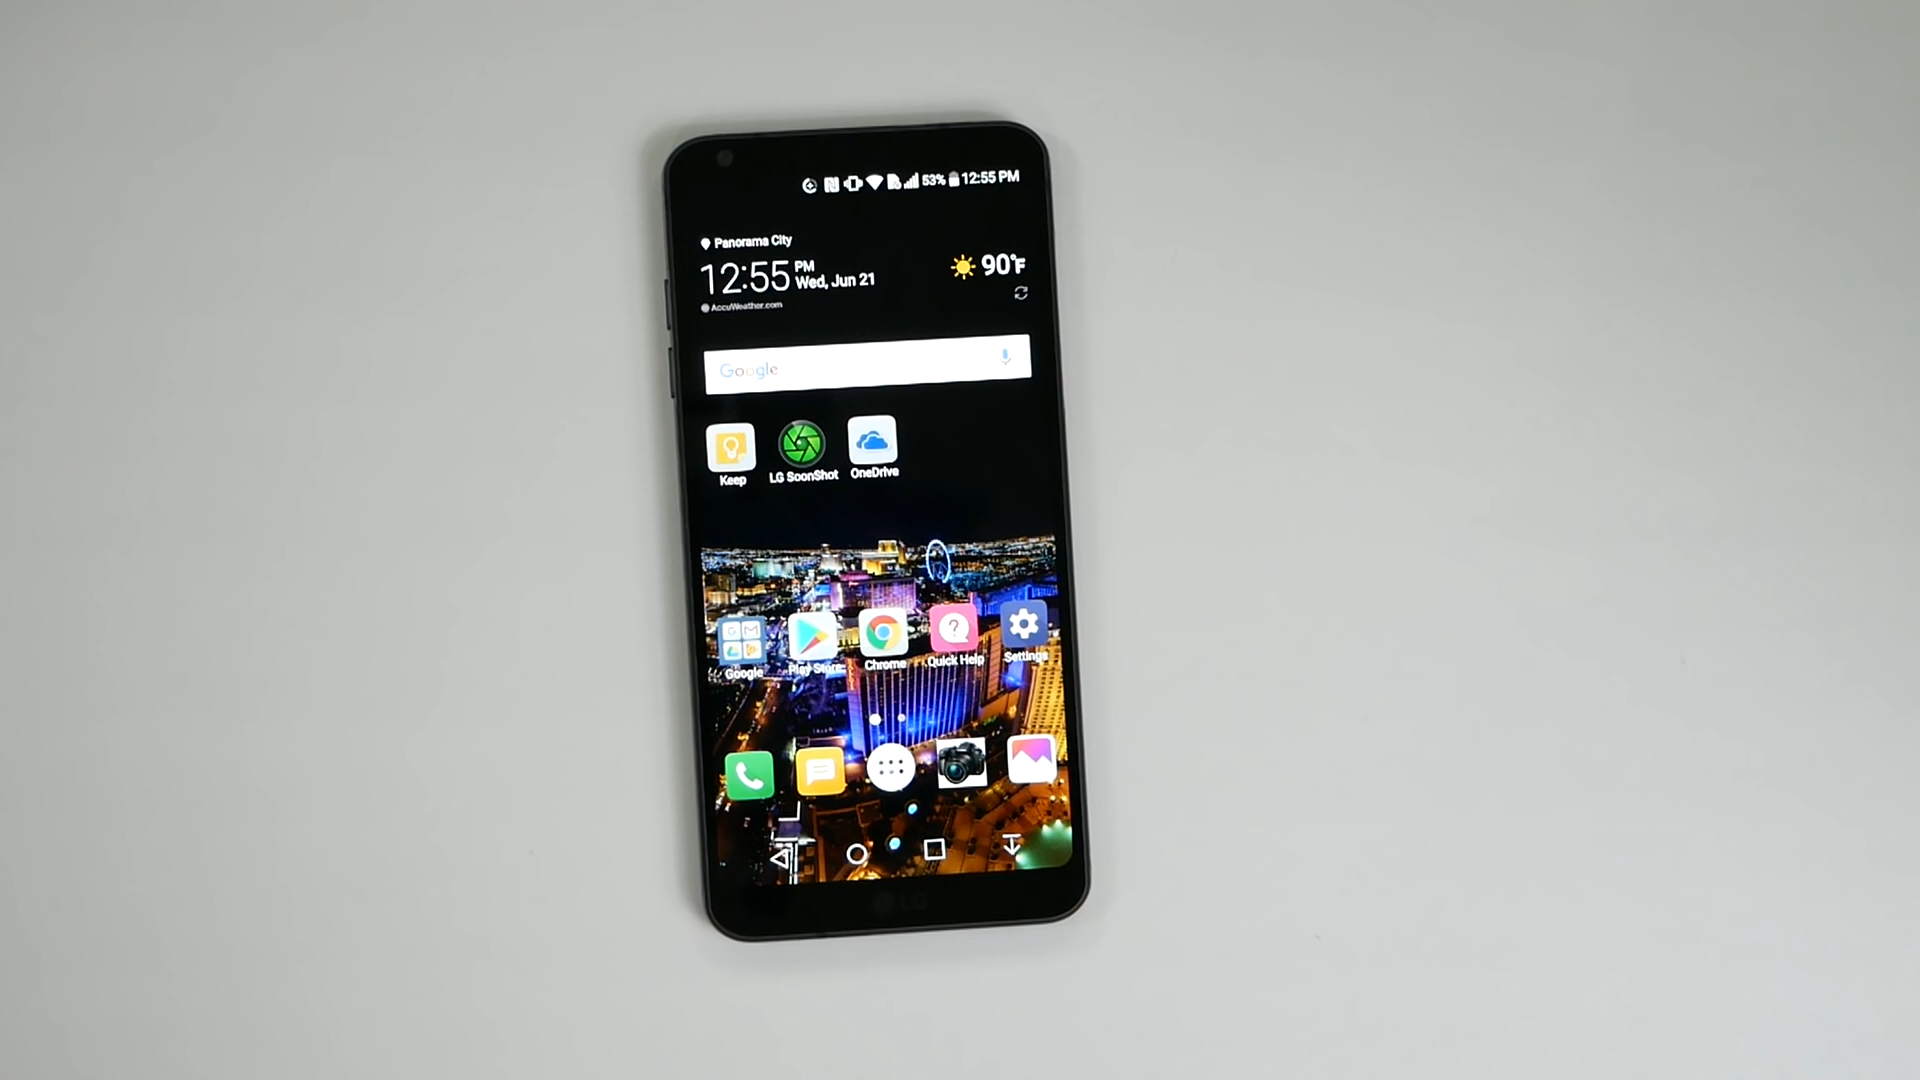 53% 12:55 PM
Panorama City
12:55 PM
Wed, Jun 21
90°F
AccuWeather.com
Google
Keep LG SoonShot OneDrive
?
Google Play Store Chrome Quick Help Settings
LG